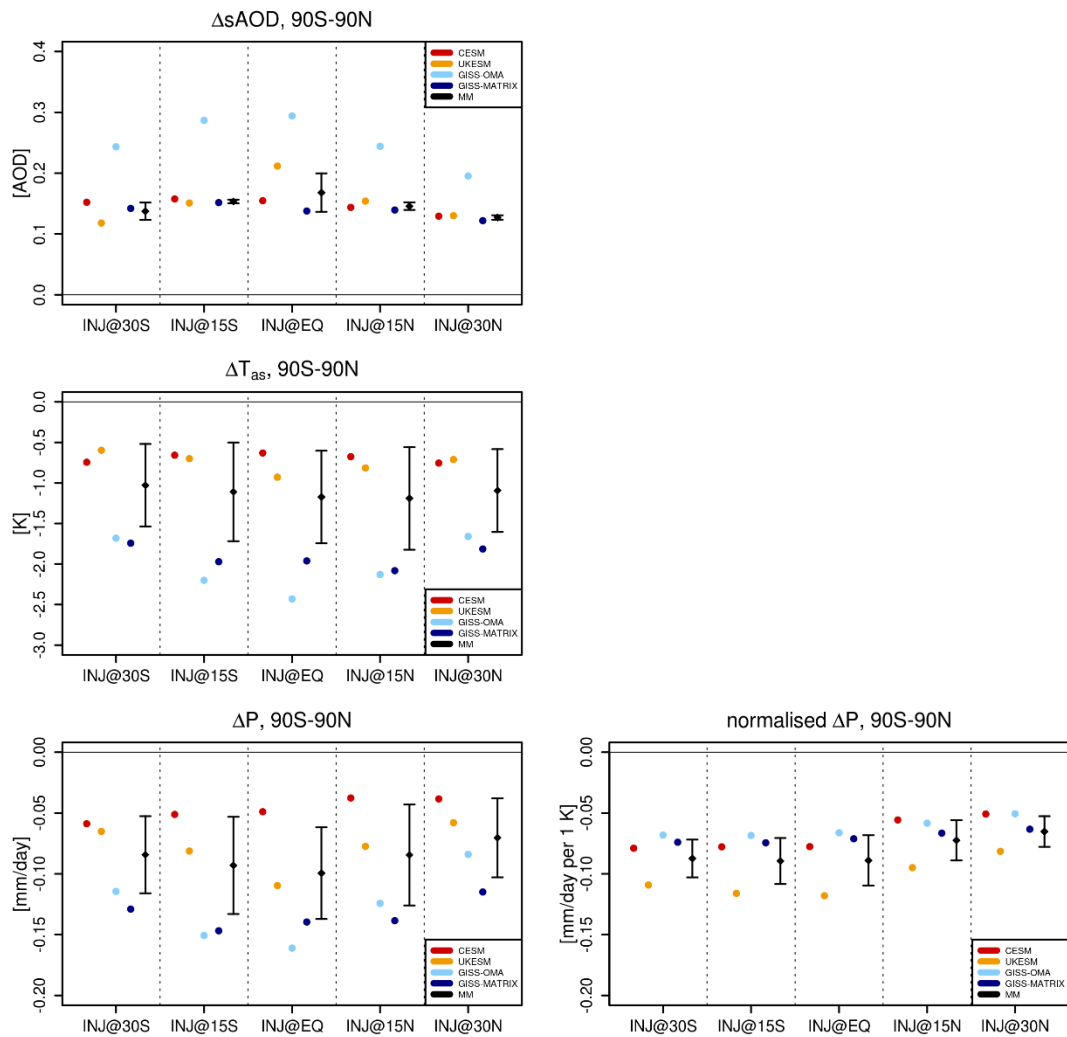 ΔsAOD, 90S-90N
[AOD]
0.4
0.3
0.2
0.1
0.0
CESM
UKESM
GISS-OMA
GISS-MATRIX
MM
INJ@30S INJ@15S INJ@EQ INJ@15N INJ@30N
ΔTas, 90S-90N
[K]
0.0
-0.5
-1.0
-1.5
-2.0
-2.5
-3.0
CESM
UKESM
GISS-OMA
GISS-MATRIX
MM
INJ@30S INJ@15S INJ@EQ INJ@15N INJ@30N
ΔP, 90S-90N
[mm/day]
0.00
-0.05
-0.10
-0.15
-0.20
CESM
UKESM
GISS-OMA
GISS-MATRIX
MM
INJ@30S INJ@15S INJ@EQ INJ@15N INJ@30N
normalised ΔP, 90S-90N
[mm/day per 1 K]
0.00
-0.05
-0.10
-0.15
-0.20
CESM
UKESM
GISS-OMA
GISS-MATRIX
MM
INJ@30S INJ@15S INJ@EQ INJ@15N INJ@30N